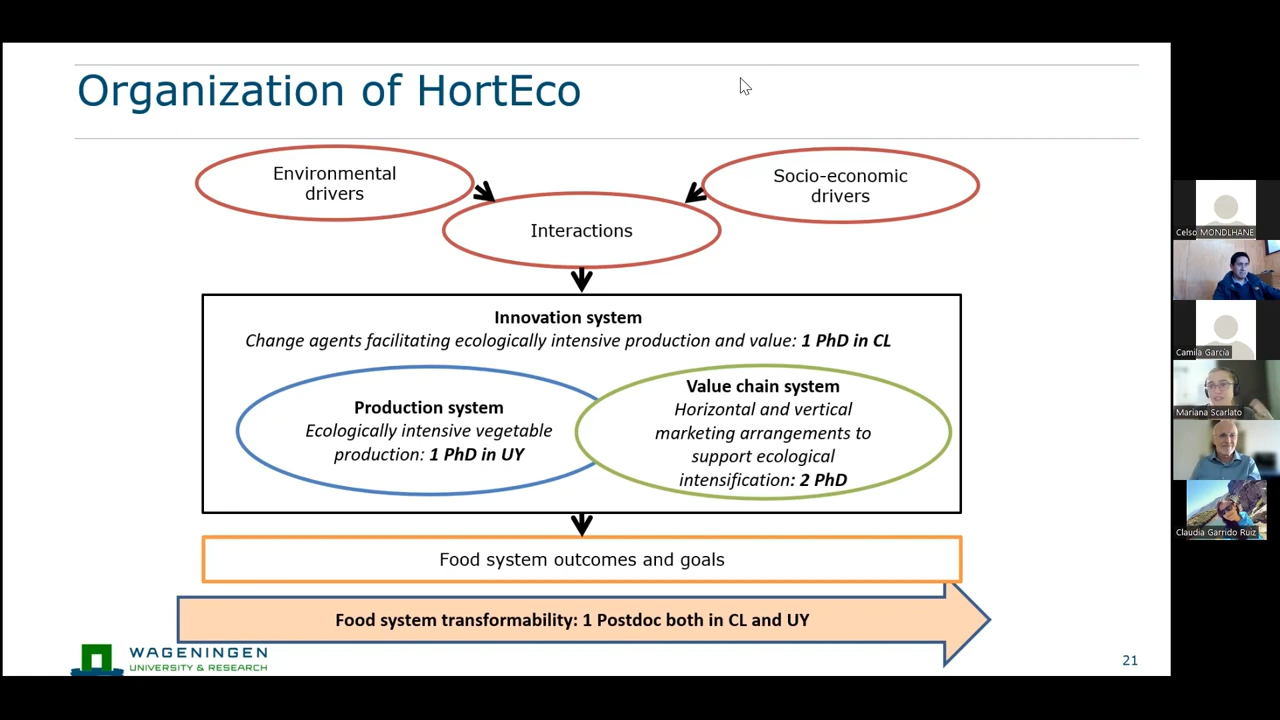 Organization of HortEco
Environmental
drivers
Socio-economic
drivers
Interactions
Innovation system
Change agents facilitating ecologically intensive production and value: 1 PhD in CL
Production system
Ecologically intensive vegetable
production: 1 PhD in UY
Value chain system
Horizontal and vertical
marketing arrangements to
support ecological
intensification: 2 PhD
Food system outcomes and goals
Food system transformability: 1 Postdoc both in CL and UY
WAGENINGEN
UNIVERSITY & RESEARCH
21
Celso MONDLHANE
Camila García
Mariana Scarlato
Claudia Garrido Ruiz